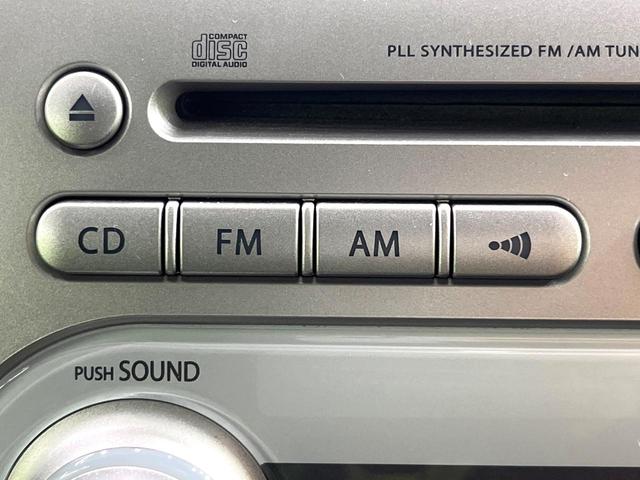 COMPACT
disc
DIGITAL AUDIO
PLL SYNTHESIZED FM /AM TUN
CD
FM
AM
PUSH SOUND